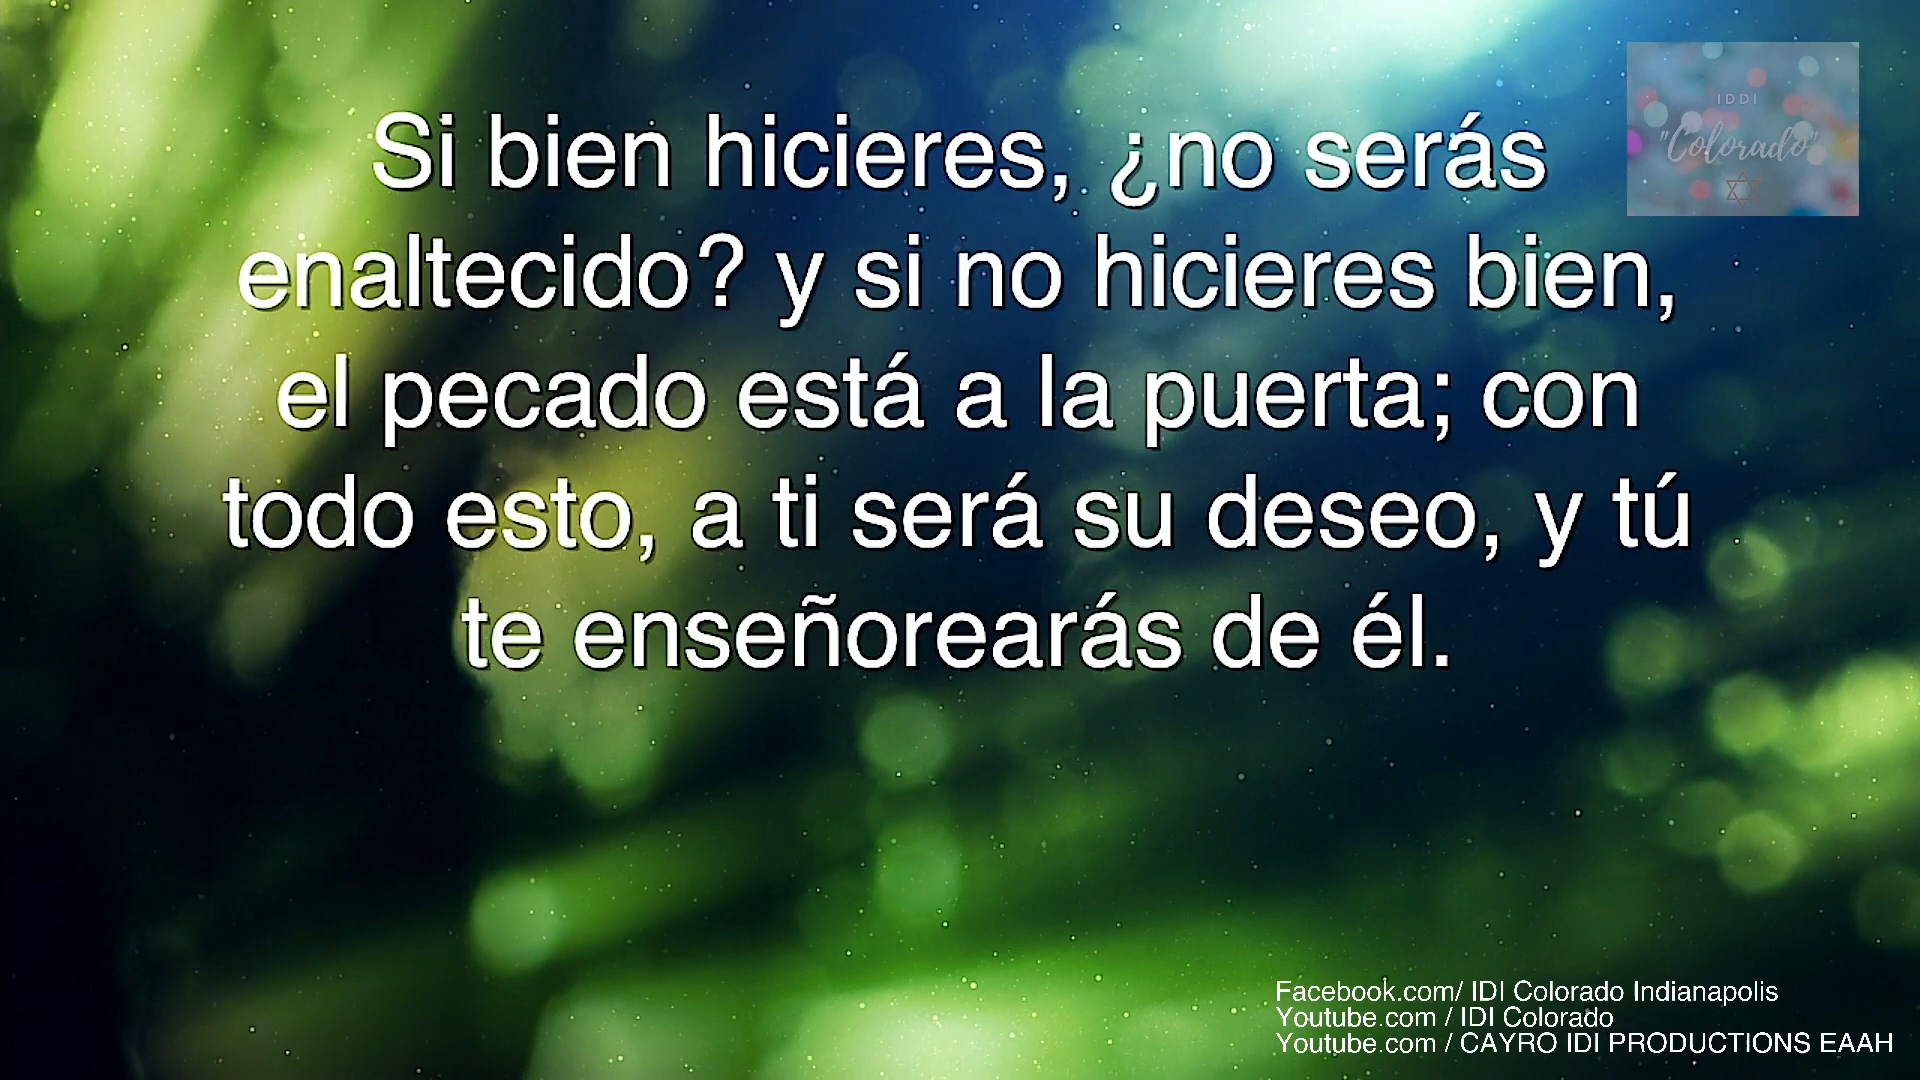 IDDI
"Colorado"
Si bien hicieres, ¿no serás
enaltecido? y si no hicieres bien,
el pecado está a la puerta; con
todo esto, a ti será su deseo, y tú
te enseñorearás de él.
Facebook.com/ IDI Colorado Indianapolis
Youtube.com / IDI Colorado
Youtube.com / CAYRO IDI PRODUCTIONS EAAH